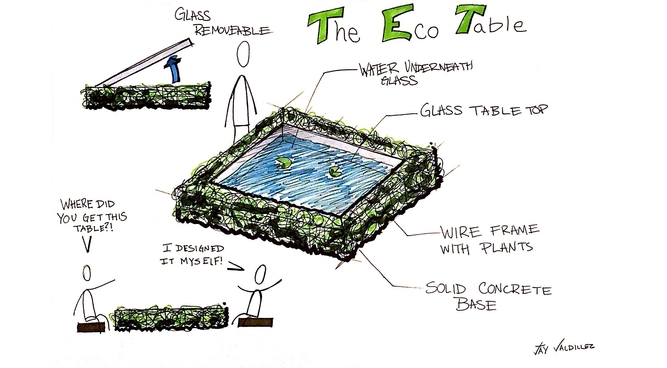 The Eco Table
GLASS
REMOVEABLE
WATER UNDERNEATH
GLASS
GLASS TABLE TOP
WHERE DID
YOU GET THIS
TABLE?!
I DESIGNED
IT MYSELF!
WIRE FRAME
WITH PLANTS
SOLID CONCRETE
BASE
JAY VALDILLEZ